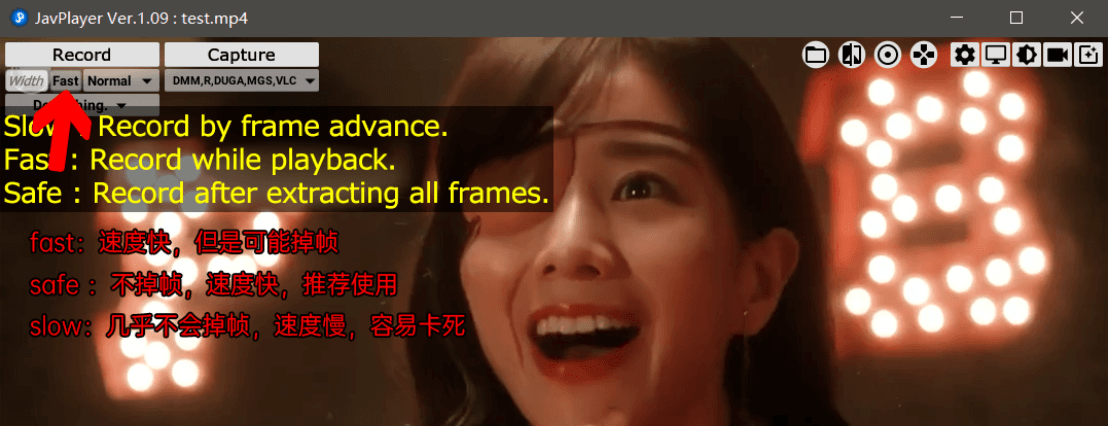 JavPlayer Ver.1.09 : test.mp4
Record Capture
Width Fast Normal DMM,R,DUGA,MGS,VLC
Slow : Record by frame advance.
Fast : Record while playback.
Safe : Record after extracting all frames.
fast：速度快，但是可能掉帧
safe ：不掉帧，速度快，推荐使用
slow：几乎不会掉帧，速度慢，容易卡死